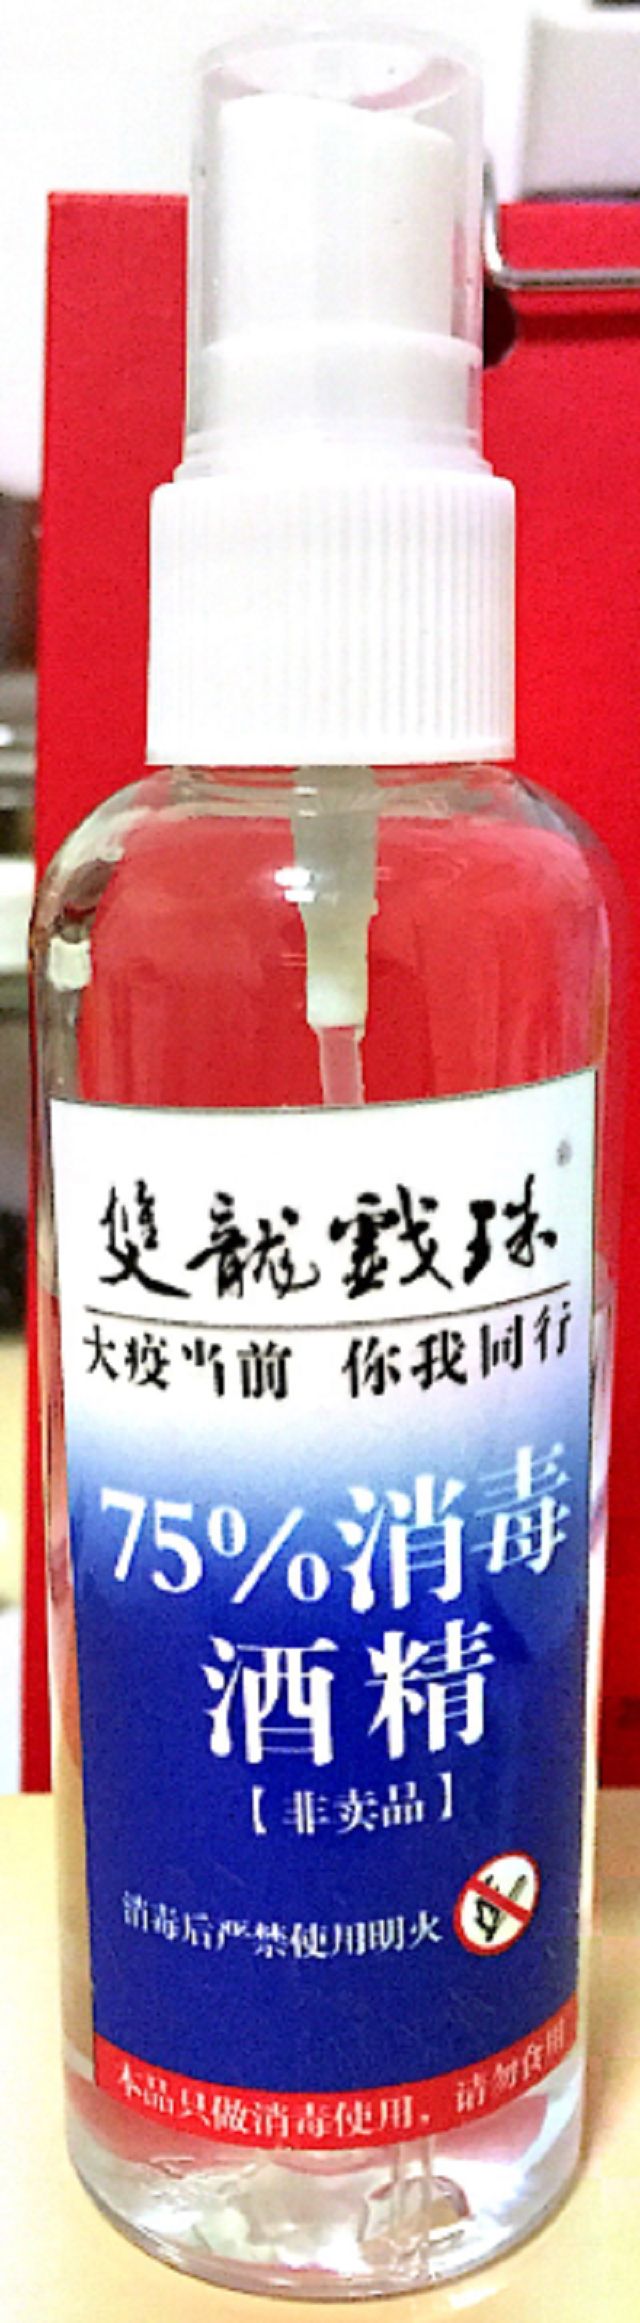 雙龍戲珠
大疫当前 你我同行
75%消毒
酒精
【非卖品】
消毒后严禁使用明火
本品只做消毒使用，请勿食用